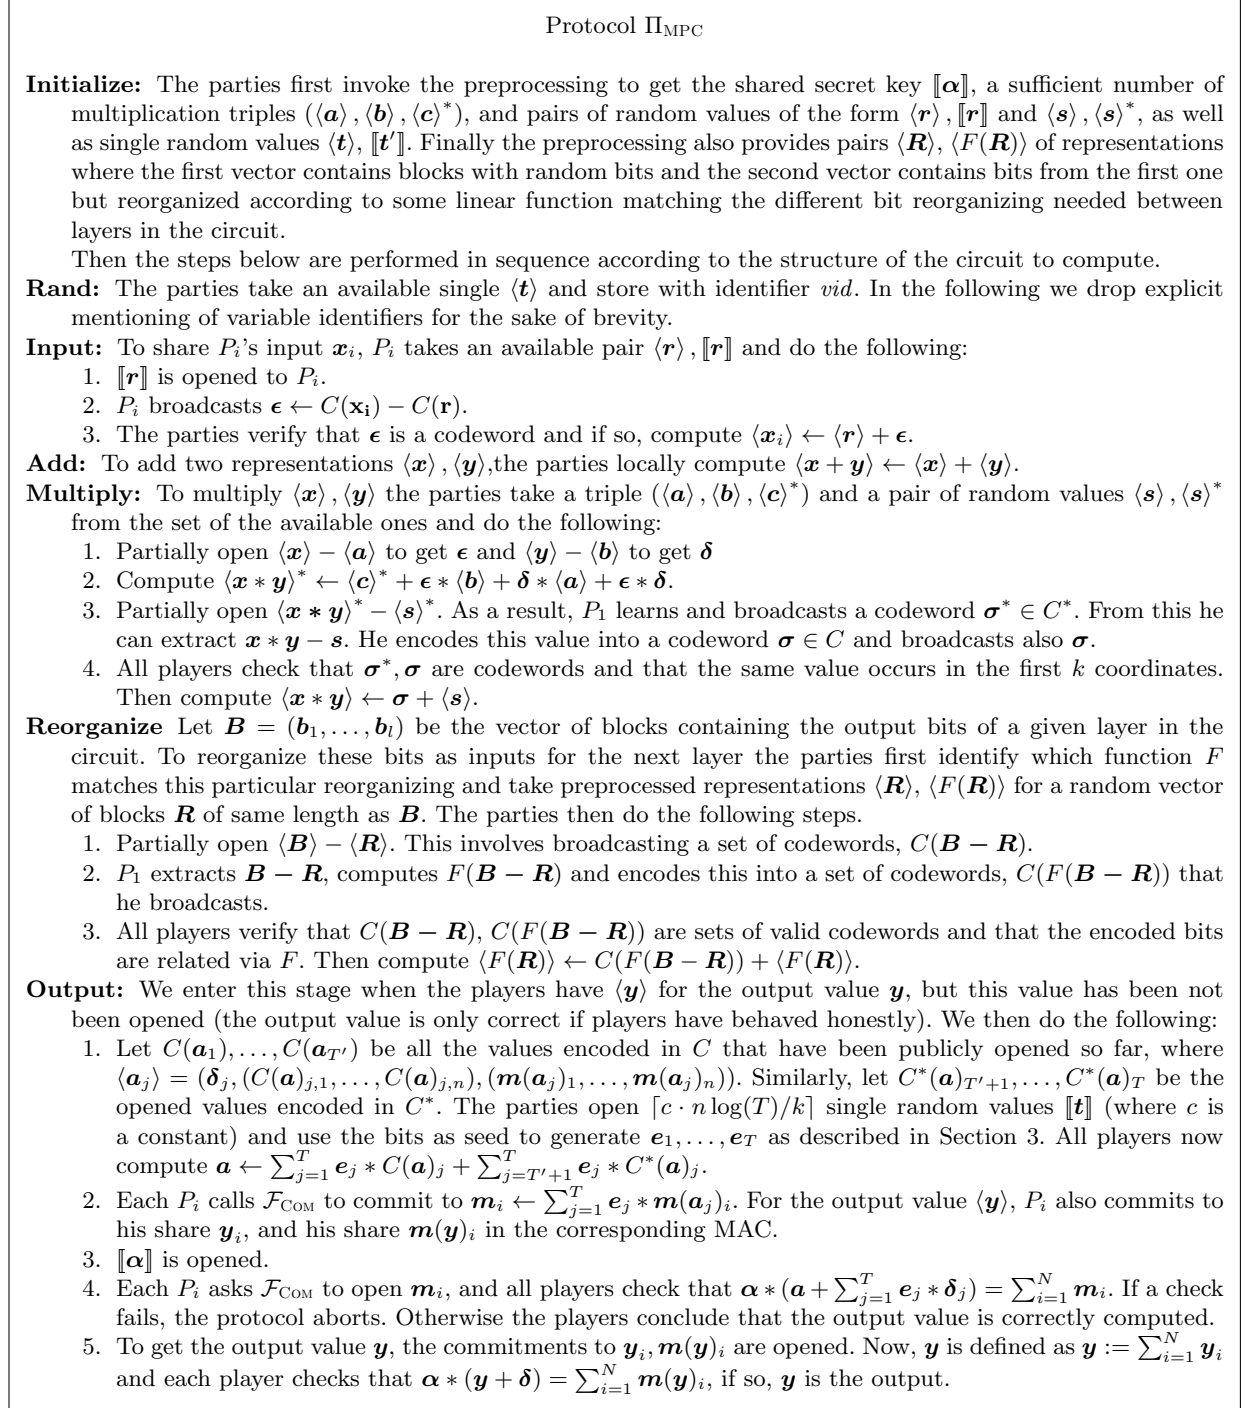 Protocol Π_MPC
Initialize: The parties first invoke the preprocessing to get the shared secret key ⟦α⟧, a sufficient number of
multiplication triples (⟨a⟩, ⟨b⟩, ⟨c⟩*), and pairs of random values of the form ⟨r⟩, ⟦r⟧ and ⟨s⟩, ⟨s⟩*, as well
as single random values ⟨t⟩, ⟦t′⟧. Finally the preprocessing also provides pairs ⟨R⟩, ⟨F(R)⟩ of representations
where the first vector contains blocks with random bits and the second vector contains bits from the first one
but reorganized according to some linear function matching the different bit reorganizing needed between
layers in the circuit.
Then the steps below are performed in sequence according to the structure of the circuit to compute.
Rand: The parties take an available single ⟨t⟩ and store with identifier vid. In the following we drop explicit
mentioning of variable identifiers for the sake of brevity.
Input: To share P_i's input x_i, P_i takes an available pair ⟨r⟩, ⟦r⟧ and do the following:
1. ⟦r⟧ is opened to P_i.
2. P_i broadcasts ϵ ← C(x_i) − C(r).
3. The parties verify that ϵ is a codeword and if so, compute ⟨x_i⟩ ← ⟨r⟩ + ϵ.
Add: To add two representations ⟨x⟩, ⟨y⟩,the parties locally compute ⟨x + y⟩ ← ⟨x⟩ + ⟨y⟩.
Multiply: To multiply ⟨x⟩, ⟨y⟩ the parties take a triple (⟨a⟩, ⟨b⟩, ⟨c⟩*) and a pair of random values ⟨s⟩, ⟨s⟩*
from the set of the available ones and do the following:
1. Partially open ⟨x⟩ − ⟨a⟩ to get ϵ and ⟨y⟩ − ⟨b⟩ to get δ
2. Compute ⟨x * y⟩* ← ⟨c⟩* + ϵ * ⟨b⟩ + δ * ⟨a⟩ + ϵ * δ.
3. Partially open ⟨x * y⟩* − ⟨s⟩*. As a result, P_1 learns and broadcasts a codeword σ* ∈ C*. From this he
can extract x * y − s. He encodes this value into a codeword σ ∈ C and broadcasts also σ.
4. All players check that σ*, σ are codewords and that the same value occurs in the first k coordinates.
Then compute ⟨x * y⟩ ← σ + ⟨s⟩.
Reorganize Let B = (b_1, . . . , b_l) be the vector of blocks containing the output bits of a given layer in the
circuit. To reorganize these bits as inputs for the next layer the parties first identify which function F
matches this particular reorganizing and take preprocessed representations ⟨R⟩, ⟨F(R)⟩ for a random vector
of blocks R of same length as B. The parties then do the following steps.
1. Partially open ⟨B⟩ − ⟨R⟩. This involves broadcasting a set of codewords, C(B − R).
2. P_1 extracts B − R, computes F(B − R) and encodes this into a set of codewords, C(F(B − R)) that
he broadcasts.
3. All players verify that C(B − R), C(F(B − R)) are sets of valid codewords and that the encoded bits
are related via F. Then compute ⟨F(R)⟩ ← C(F(B − R)) + ⟨F(R)⟩.
Output: We enter this stage when the players have ⟨y⟩ for the output value y, but this value has been not
been opened (the output value is only correct if players have behaved honestly). We then do the following:
1. Let C(a_1), . . . , C(a_T′) be all the values encoded in C that have been publicly opened so far, where
⟨a_j⟩ = (δ_j, (C(a)_j,1, . . . , C(a)_j,n), (m(a_j)_1, . . . , m(a_j)_n)). Similarly, let C*(a)_T′+1, . . . , C*(a)_T be the
opened values encoded in C*. The parties open ⌈c · n log(T)/k⌉ single random values ⟦t⟧ (where c is
a constant) and use the bits as seed to generate e_1, . . . , e_T as described in Section 3. All players now
compute a ← ∑_{j=1}^{T} e_j * C(a)_j + ∑_{j=T′+1}^{T} e_j * C*(a)_j.
2. Each P_i calls F_Com to commit to m_i ← ∑_{j=1}^{T} e_j * m(a_j)_i. For the output value ⟨y⟩, P_i also commits to
his share y_i, and his share m(y)_i in the corresponding MAC.
3. ⟦α⟧ is opened.
4. Each P_i asks F_Com to open m_i, and all players check that α * (a + ∑_{j=1}^{T} e_j * δ_j) = ∑_{i=1}^{N} m_i. If a check
fails, the protocol aborts. Otherwise the players conclude that the output value is correctly computed.
5. To get the output value y, the commitments to y_i, m(y)_i are opened. Now, y is defined as y := ∑_{i=1}^{N} y_i
and each player checks that α * (y + δ) = ∑_{i=1}^{N} m(y)_i, if so, y is the output.